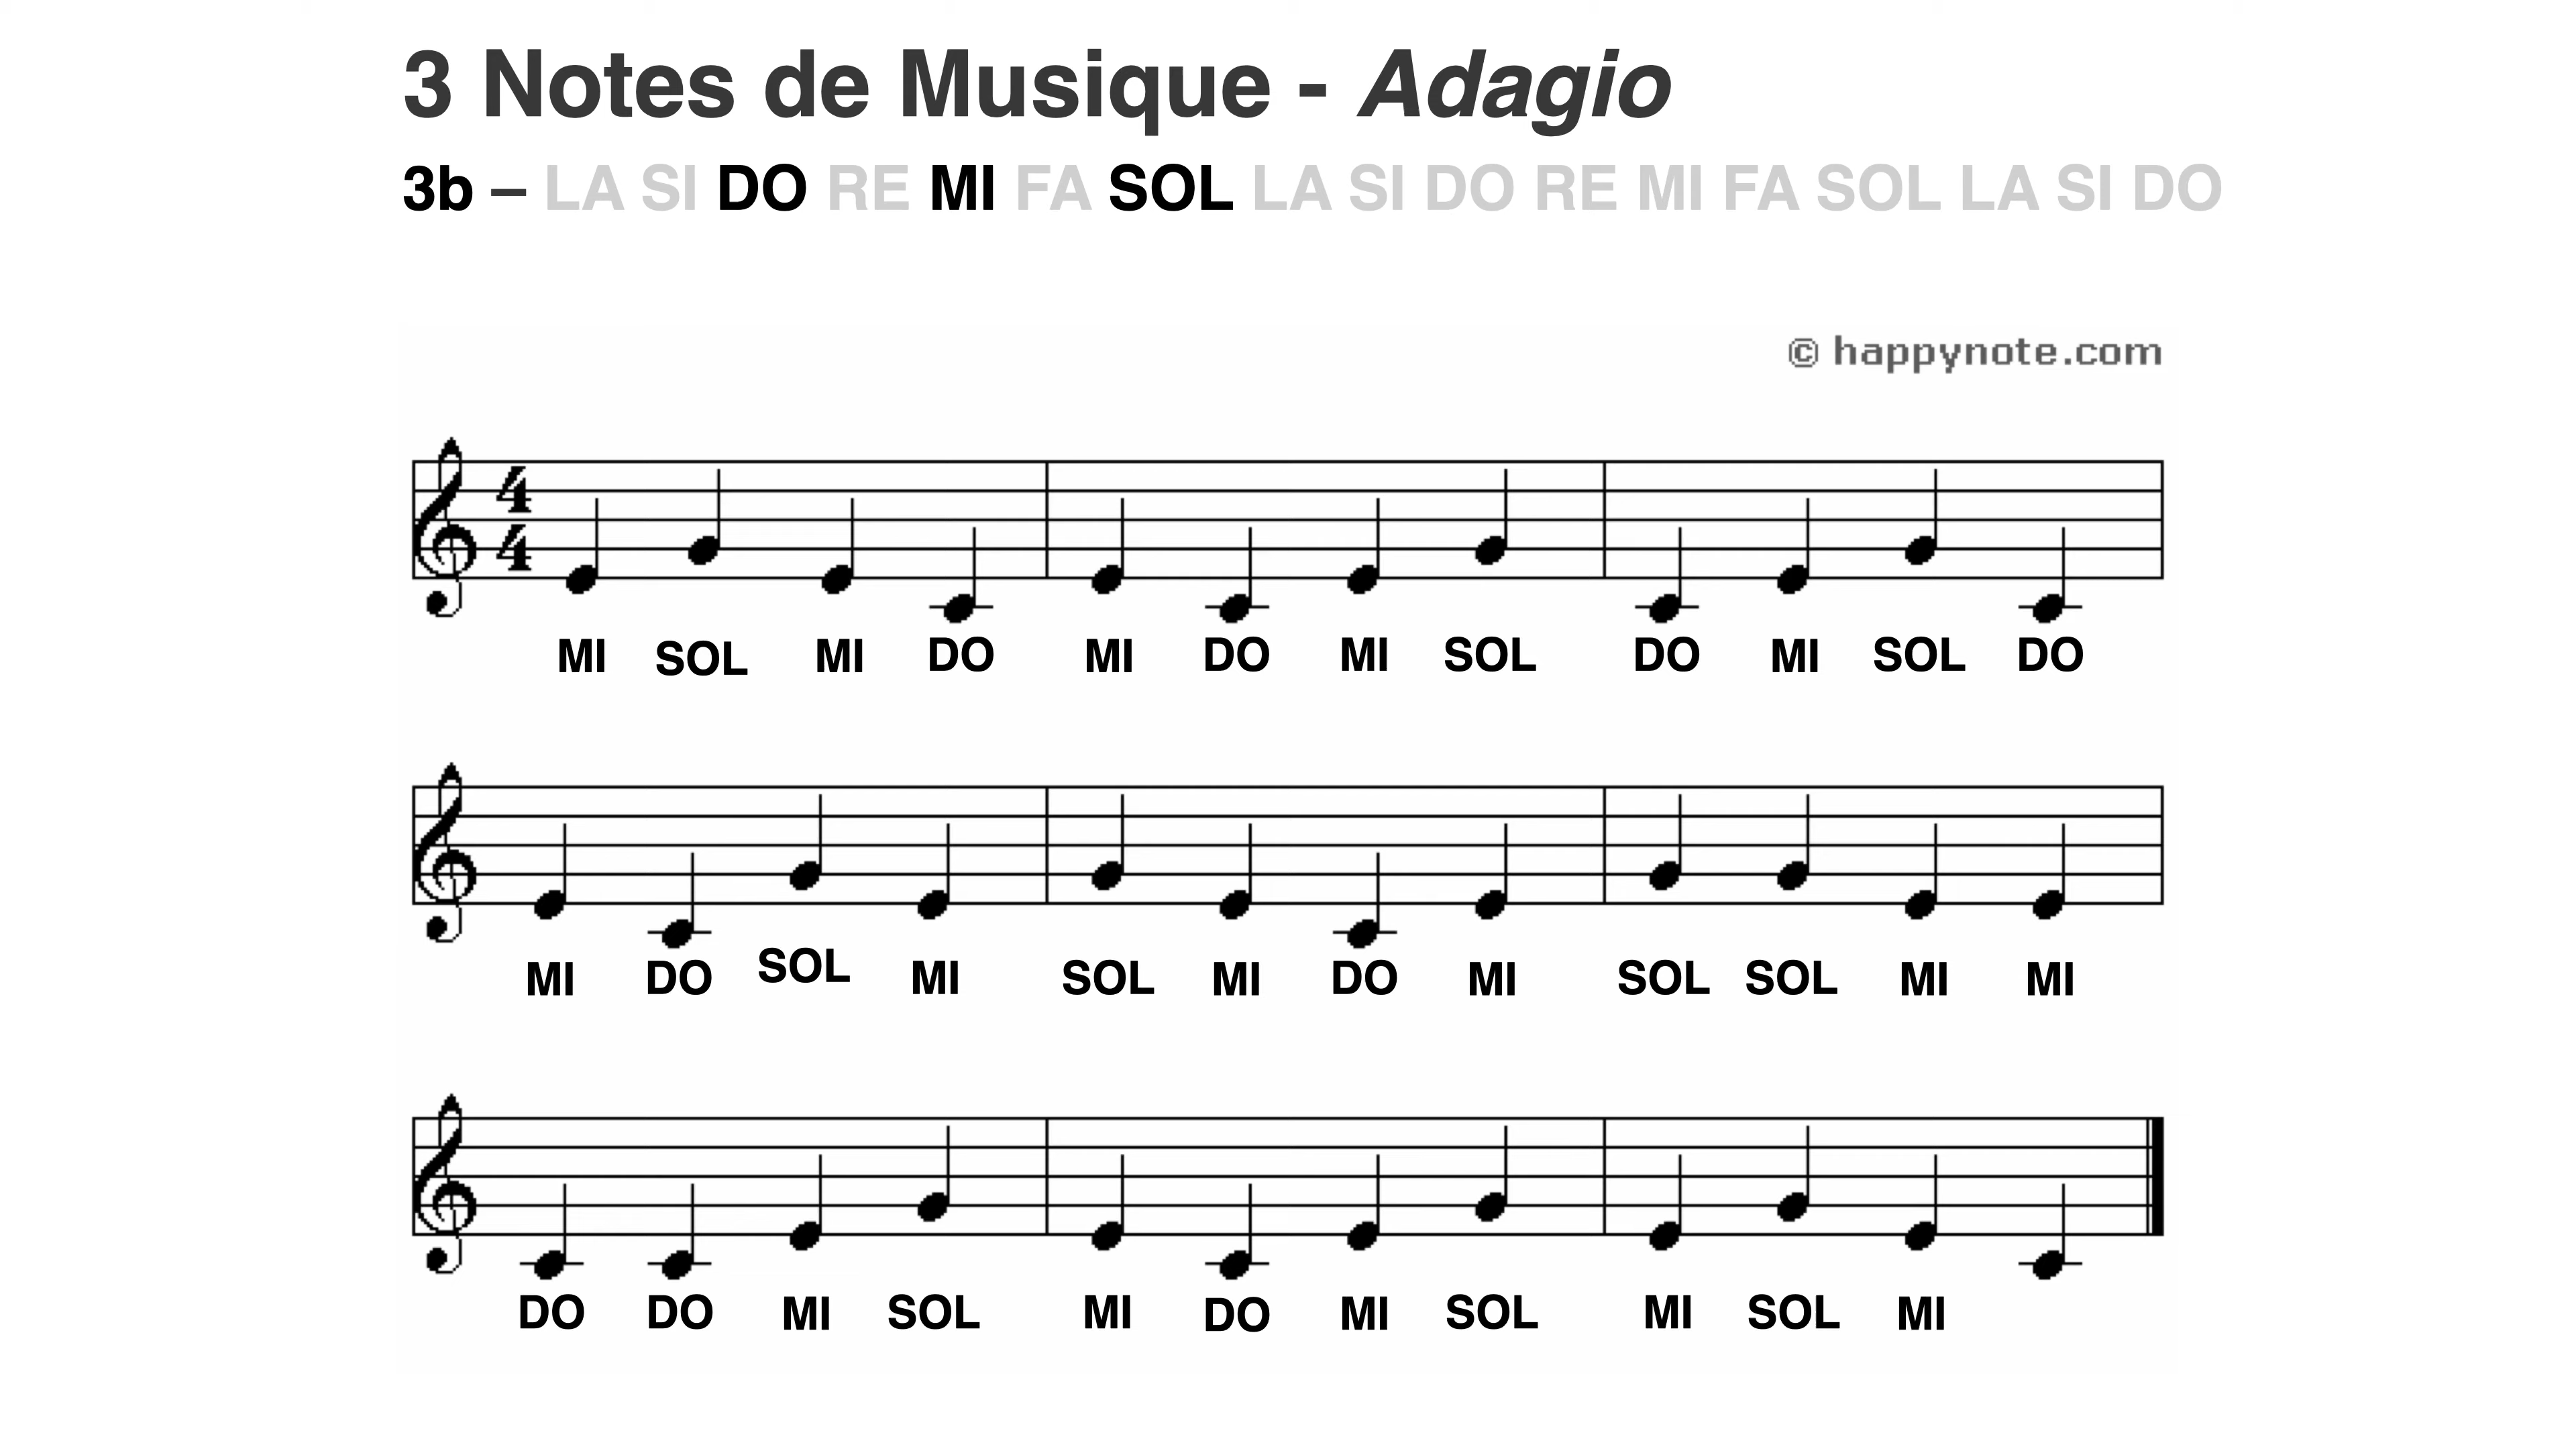 3 Notes de Musique - Adagio
3b – LA SI DO RE MI FA SOL LA SI DO RE MI FA SOL LA SI DO
© happynote.com
4
4
MI SOL MI DO MI DO MI SOL DO MI SOL DO
MI DO SOL MI SOL MI DO MI SOL SOL MI MI
DO DO MI SOL MI DO MI SOL MI SOL MI